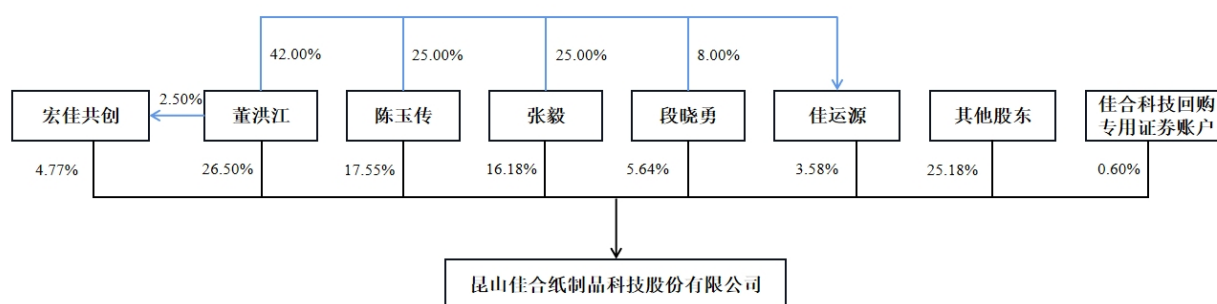 42.00%
25.00%
25.00%
8.00%
2.50%
宏佳共创
董洪江
陈玉传
张毅
段晓勇
佳运源
其他股东
佳合科技回购
专用证券账户
4.77%
26.50%
17.55%
16.18%
5.64%
3.58%
25.18%
0.60%
昆山佳合纸制品科技股份有限公司